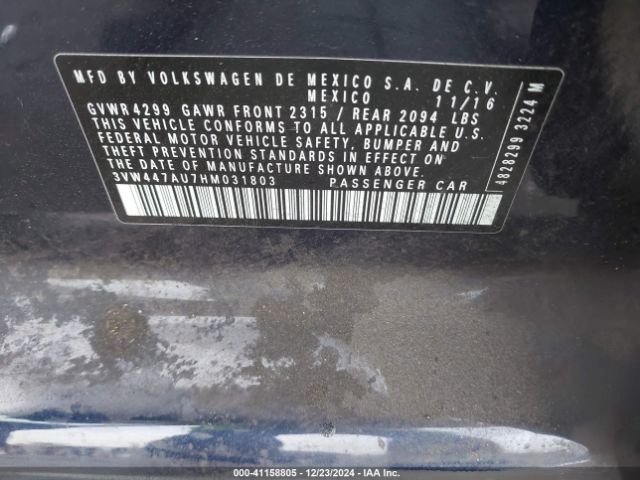 MFD BY VOLKSWAGEN DE MEXICO S.A. DE C.V.
MEXICO 11/16
GVWR 4299 GAWR FRONT 2315 / REAR 2094 LBS
THIS VEHICLE CONFORMS TO ALL APPLICABLE U.S.
FEDERAL MOTOR VEHICLE SAFETY, BUMPER AND
THEFT PREVENTION STANDARDS IN EFFECT ON
THE DATE OF MANUFACTURE SHOWN ABOVE.
3VW447AU7HM031803 PASSENGER CAR
4828299 3224 M
000-41158805 - 12/23/2024 - IAA Inc.